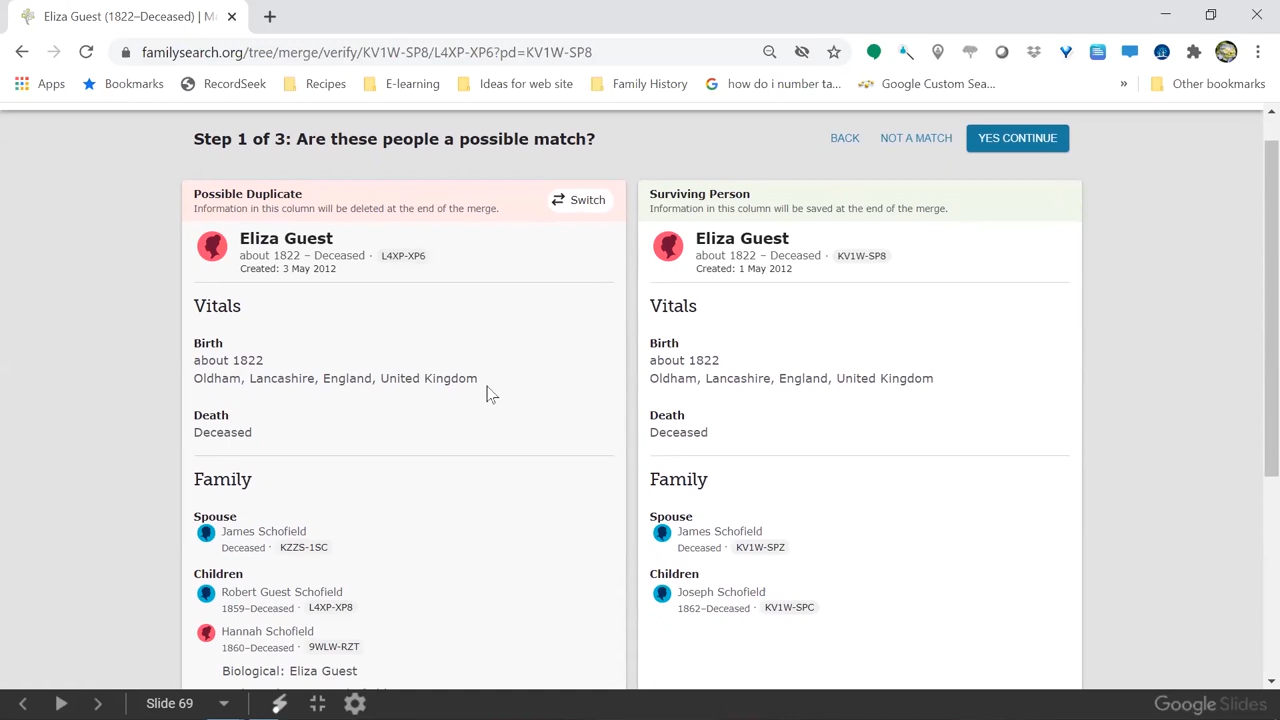 Eliza Guest (1822–Deceased) | M
familysearch.org/tree/merge/verify/KV1W-SP8/L4XP-XP6?pd=KV1W-SP8
Apps Bookmarks RecordSeek Recipes E-learning Ideas for web site Family History how do i number ta... Google Custom Sea... » Other bookmarks
Step 1 of 3: Are these people a possible match? BACK NOT A MATCH YES CONTINUE
Possible Duplicate
Information in this column will be deleted at the end of the merge.
Switch
Eliza Guest
about 1822 – Deceased · L4XP-XP6
Created: 3 May 2012
Vitals
Birth
about 1822
Oldham, Lancashire, England, United Kingdom
Death
Deceased
Family
Spouse
James Schofield
Deceased · KZZS-1SC
Children
Robert Guest Schofield
1859–Deceased · L4XP-XP8
Hannah Schofield
1860–Deceased · 9WLW-RZT
Biological: Eliza Guest
Surviving Person
Information in this column will be saved at the end of the merge.
Eliza Guest
about 1822 – Deceased · KV1W-SP8
Created: 1 May 2012
Vitals
Birth
about 1822
Oldham, Lancashire, England, United Kingdom
Death
Deceased
Family
Spouse
James Schofield
Deceased · KV1W-SPZ
Children
Joseph Schofield
1862–Deceased · KV1W-SPC
Slide 69
Google Slides